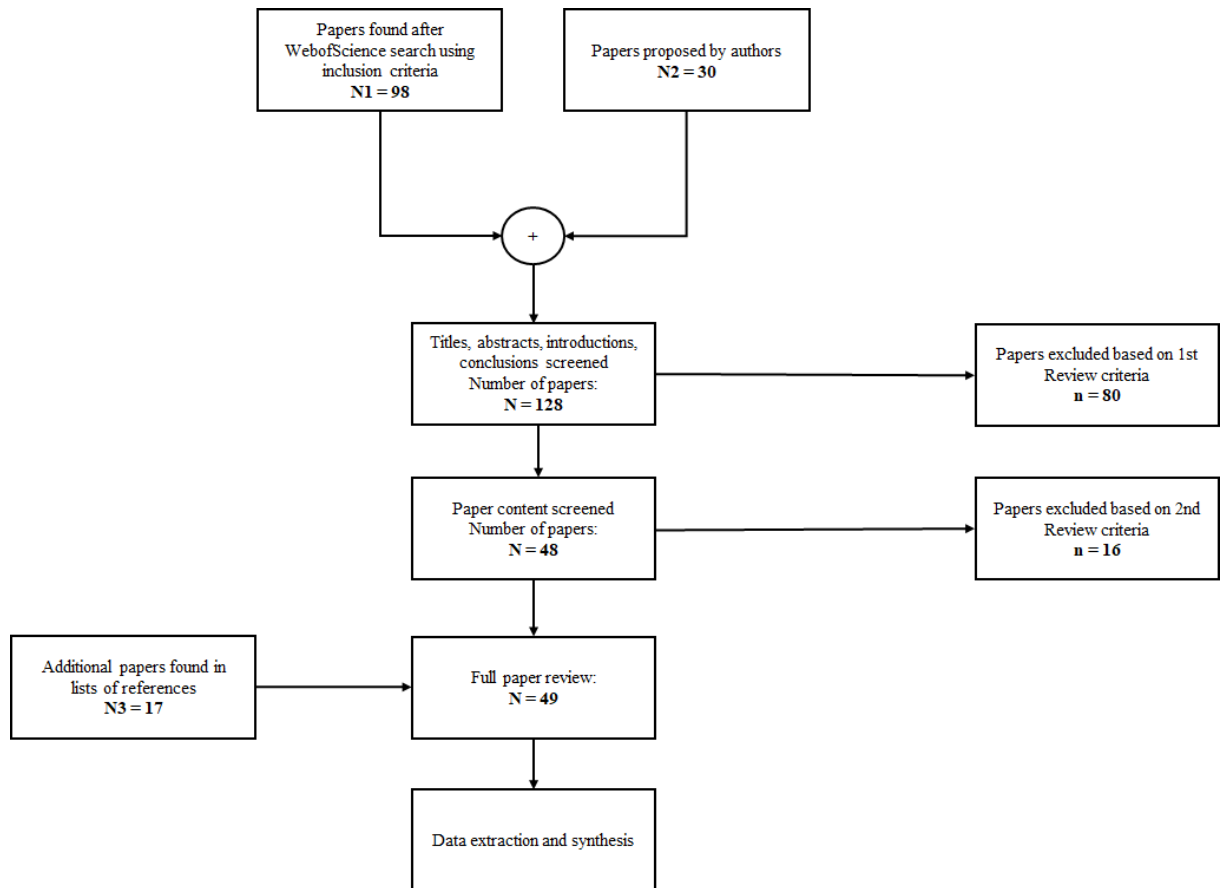 Papers found after
WebofScience search using
inclusion criteria
N1 = 98
Papers proposed by authors
N2 = 30
+
Titles, abstracts, introductions,
conclusions screened
Number of papers:
N = 128
Papers excluded based on 1st
Review criteria
n = 80
Paper content screened
Number of papers:
N = 48
Papers excluded based on 2nd
Review criteria
n = 16
Additional papers found in
lists of references
N3 = 17
Full paper review:
N = 49
Data extraction and synthesis